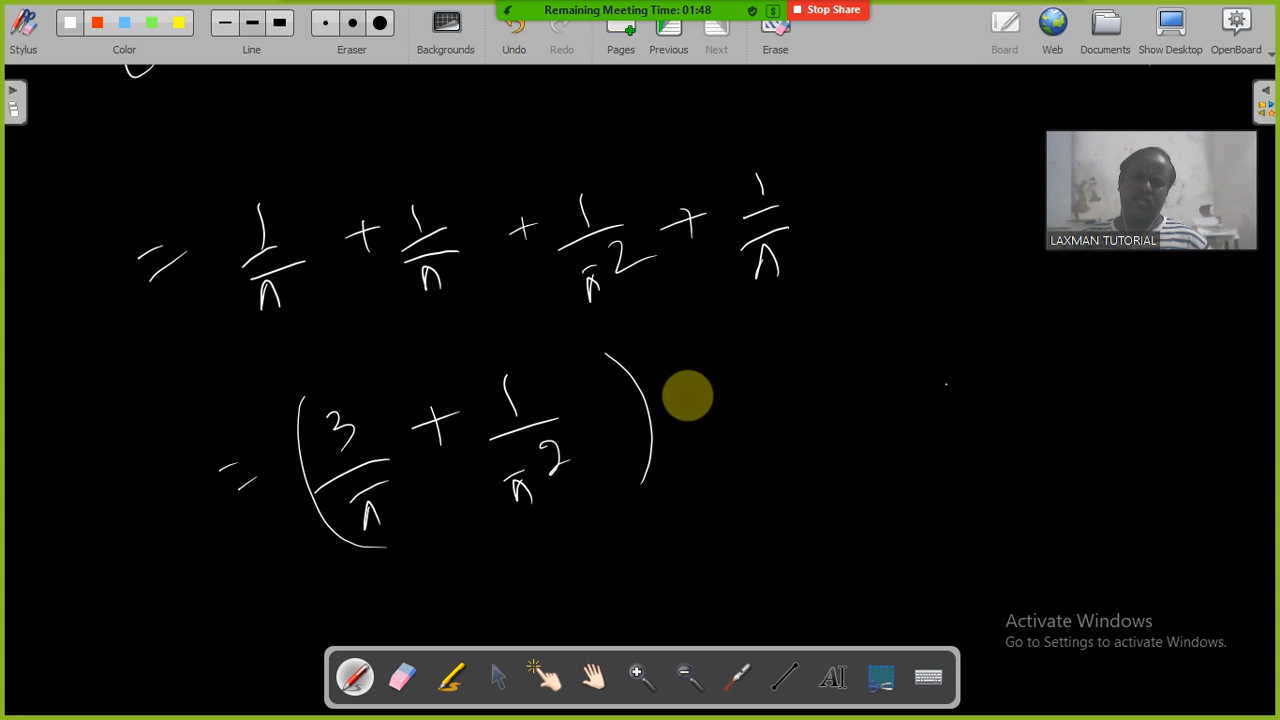 Remaining Meeting Time: 01:48
Stop Share
Stylus Color Line Eraser Backgrounds Undo Redo Pages Previous Next Erase Board Web Documents Show Desktop OpenBoard
= 1/π + 1/π + 1/π² + 1/π
LAXMAN TUTORIAL
= (3/π + 1/π²)
Activate Windows
Go to Settings to activate Windows.